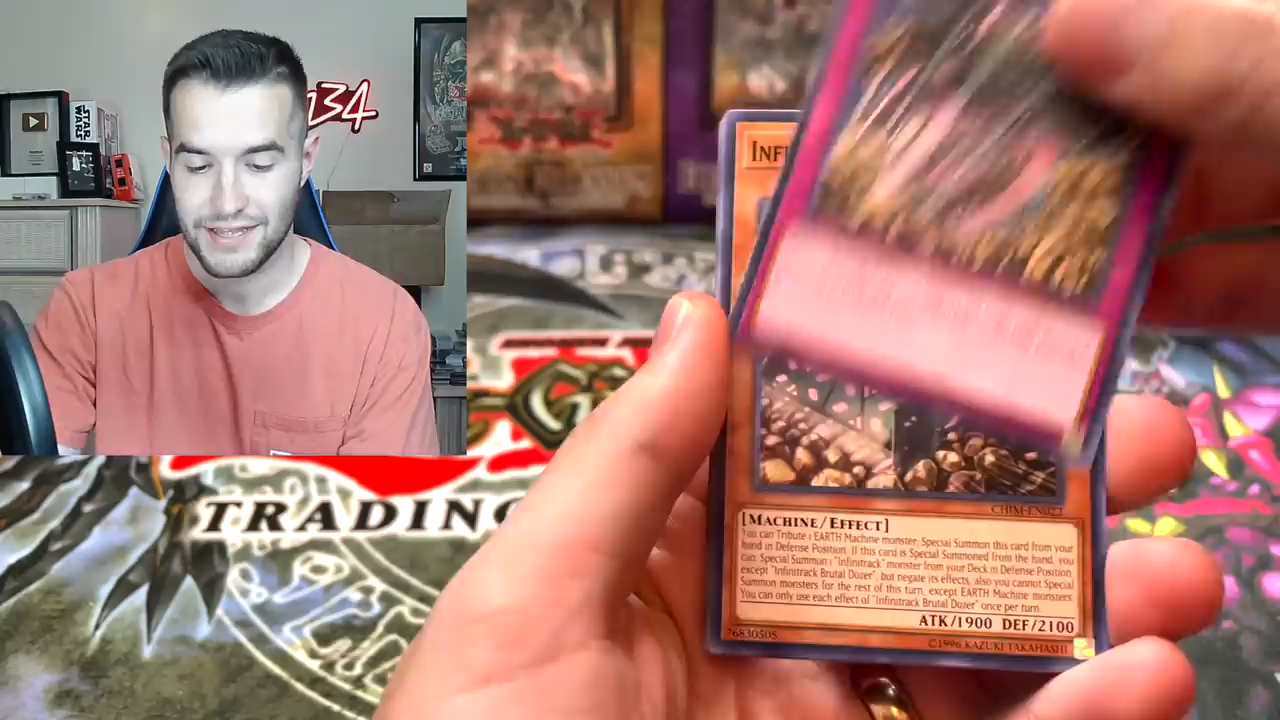 STAR
WARS
34
INF
CHIM-EN022
[MACHINE/EFFECT]
You can Tribute 1 EARTH Machine monster; Special Summon this card from your
hand in Defense Position. If this card is Special Summoned from the hand: you
can Special Summon 1 "Infinitrack" monster from your Deck in Defense Position,
except "Infinitrack Brutal Dozer", but negate its effects, also you cannot Special
Summon monsters for the rest of this turn, except EARTH Machine monsters.
You can only use each effect of "Infinitrack Brutal Dozer" once per turn.
ATK/1900 DEF/2100
76830505
©1996 KAZUKI TAKAHASHI
TRADING